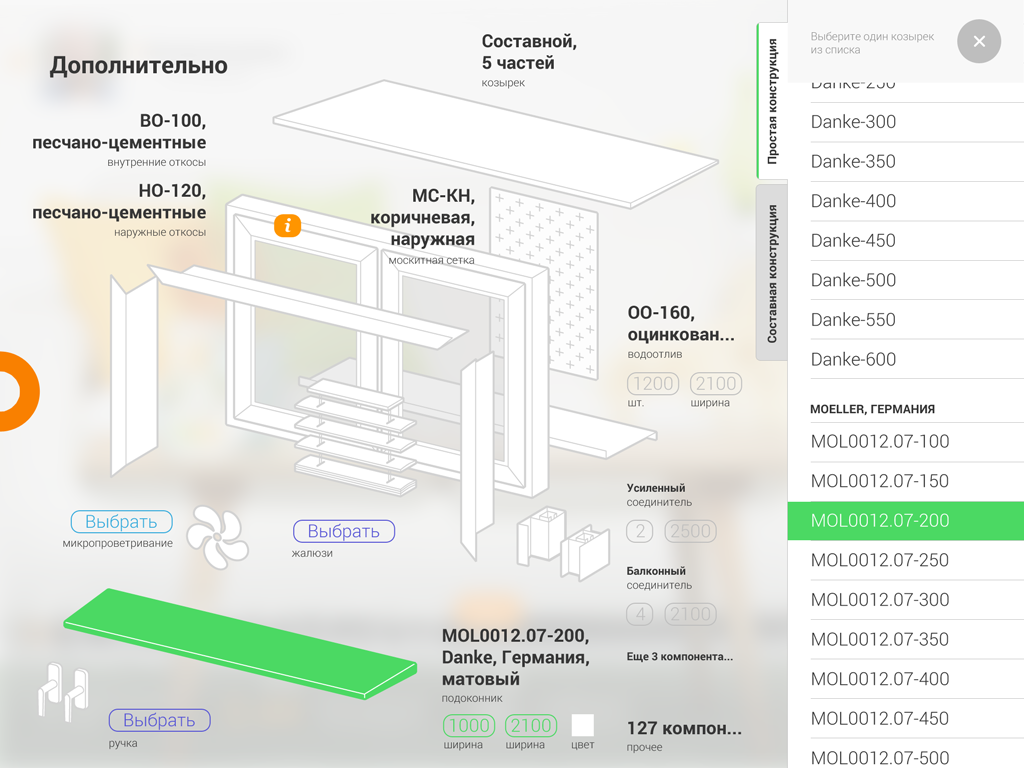 Дополнительно
Составной,
5 частей
козырек
ВО-100,
песчано-цементные
внутренние откосы
НО-120,
песчано-цементные
наружные откосы
i
МС-КН,
коричневая,
наружная
москитная сетка
ОО-160,
оцинкован...
водоотлив
1200 2100
шт. ширина
Усиленный
соединитель
2 2500
Балконный
соединитель
4 2100
Еще 3 компонента...
127 компон...
прочее
Выбрать
микропроветривание
Выбрать
жалюзи
MOL0012.07-200,
Danke, Германия,
матовый
подоконник
1000 2100
ширина ширина цвет
Выбрать
ручка
Простая конструкция
Составная конструкция
Выберите один козырек
из списка
Danke-250
Danke-300
Danke-350
Danke-400
Danke-450
Danke-500
Danke-550
Danke-600
MOELLER, ГЕРМАНИЯ
MOL0012.07-100
MOL0012.07-150
MOL0012.07-200
MOL0012.07-250
MOL0012.07-300
MOL0012.07-350
MOL0012.07-400
MOL0012.07-450
MOL0012.07-500